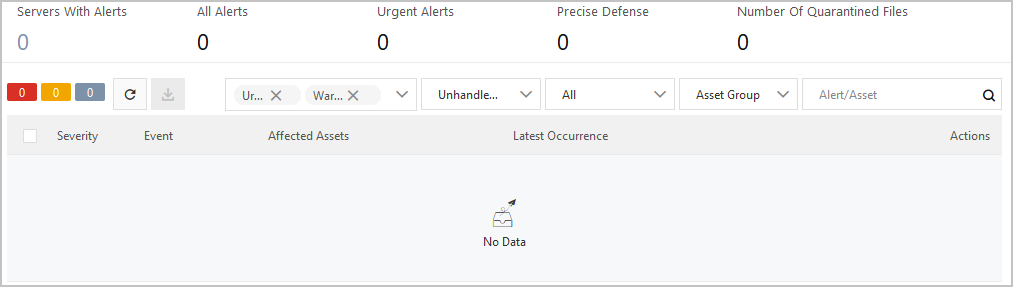 Servers With Alerts All Alerts Urgent Alerts Precise Defense Number Of Quarantined Files
0 0 0 0 0
0 0 0 Ur... War... Unhandle... All Asset Group Alert/Asset
Severity Event Affected Assets Latest Occurrence Actions
No Data